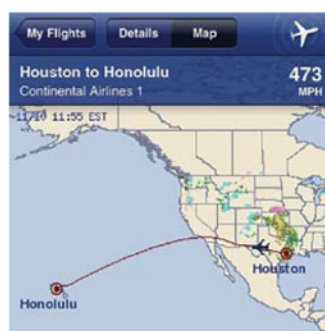 My Flights
Details
Map
Houston to Honolulu
473
Continental Airlines 1
MPH
11:55 EST
Houston
Honolulu